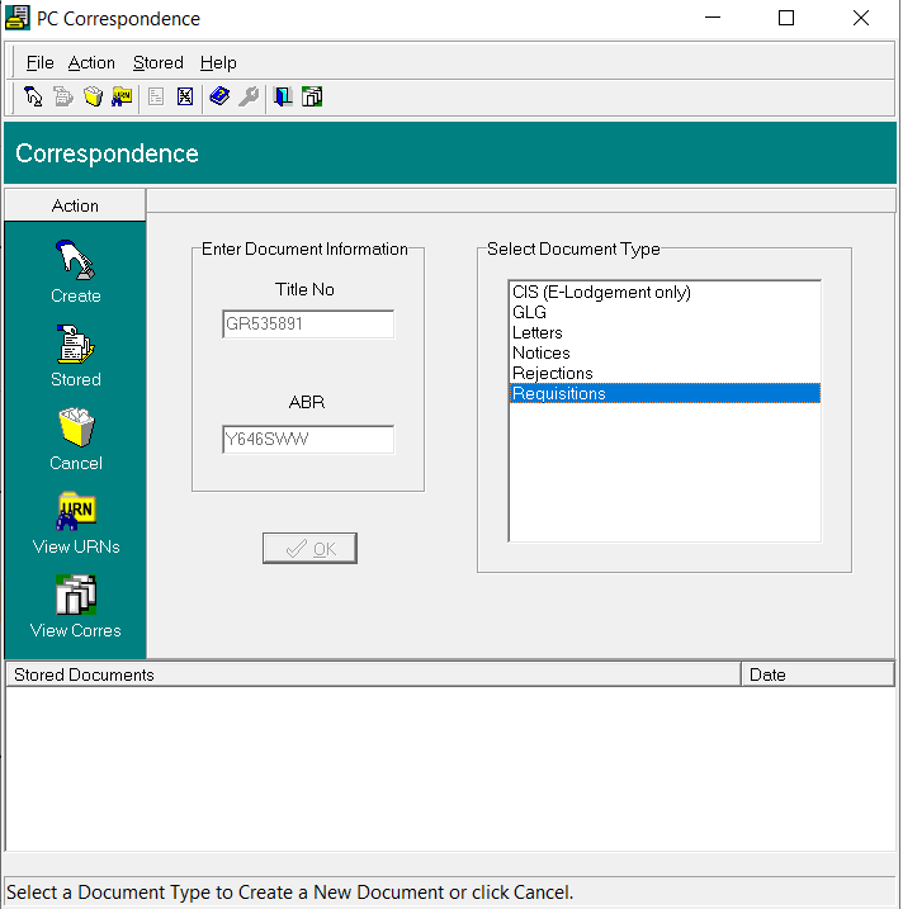 PC Correspondence
File Action Stored Help
URN
Correspondence
Action
Create
Stored
Cancel
URN
View URNs
View Corres
Enter Document Information
Title No
GR535891
ABR
Y646SWW
OK
Select Document Type
CIS (E-Lodgement only)
GLG
Letters
Notices
Rejections
Requisitions
Stored Documents Date
Select a Document Type to Create a New Document or click Cancel.